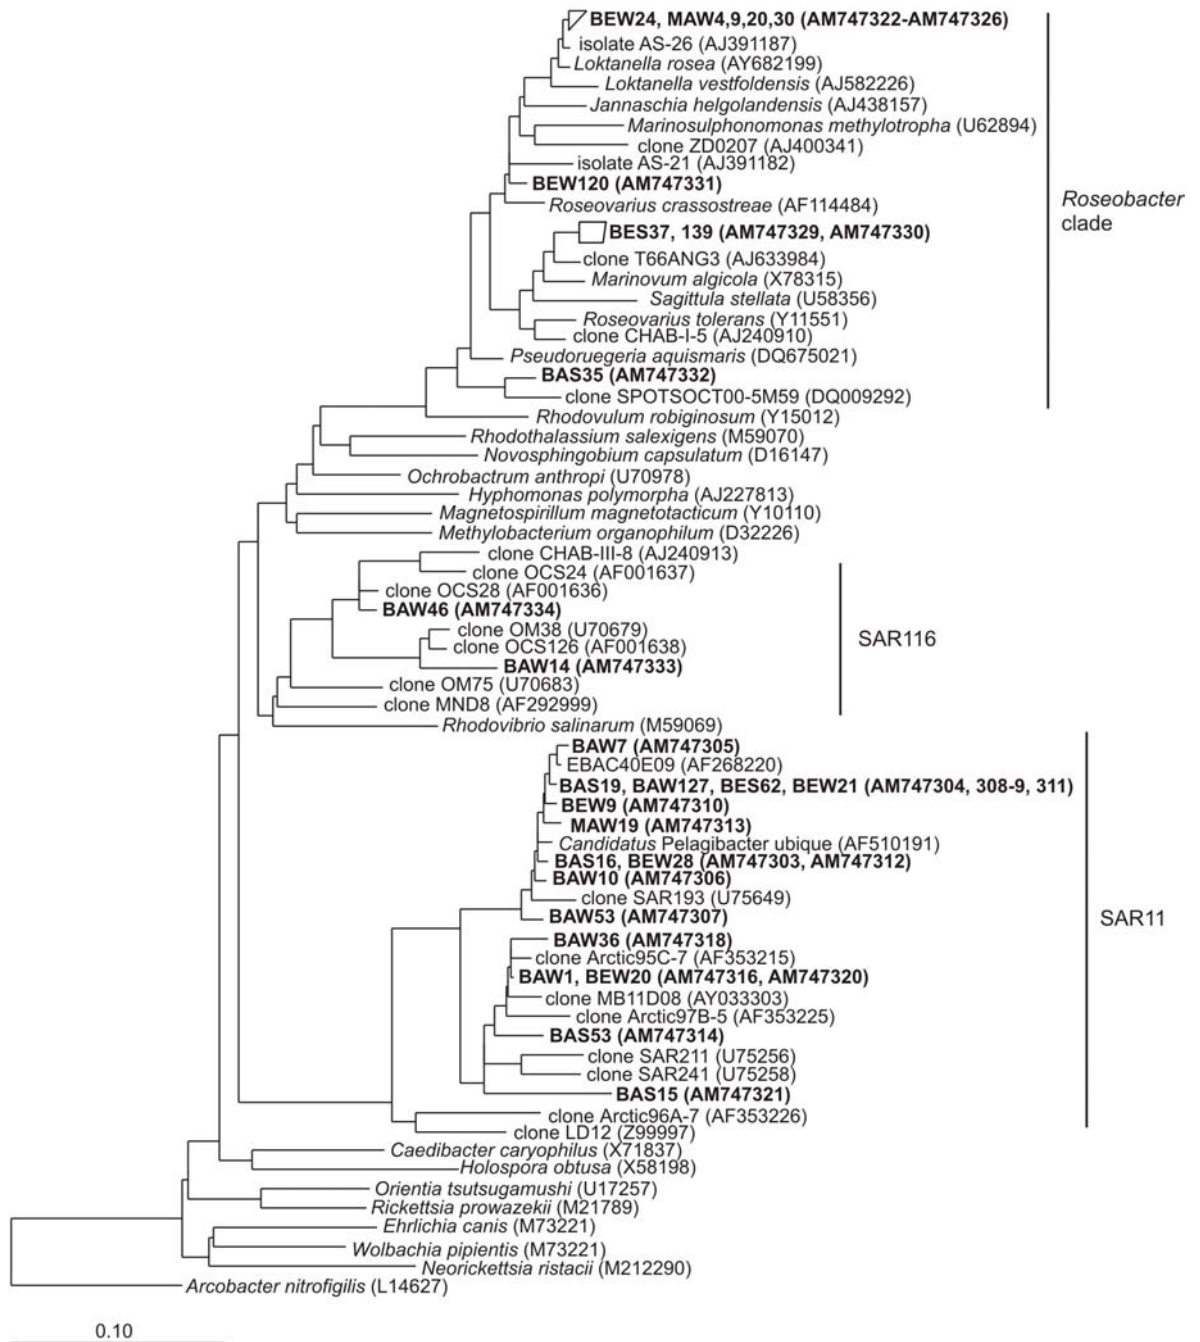 BEW24, MAW4,9,20,30 (AM747322-AM747326)
isolate AS-26 (AJ391187)
Loktanella rosea (AY682199)
Loktanella vestfoldensis (AJ582226)
Jannaschia helgolandensis (AJ438157)
Marinosulphonomonas methylotropha (U62894)
clone ZD0207 (AJ400341)
isolate AS-21 (AJ391182)
BEW120 (AM747331)
Roseovarius crassostreae (AF114484)
Roseobacter
clade
BES37, 139 (AM747329, AM747330)
clone T66ANG3 (AJ633984)
Marinovum algicola (X78315)
Sagittula stellata (U58356)
Roseovarius tolerans (Y11551)
clone CHAB-I-5 (AJ240910)
Pseudoruegeria aquismaris (DQ675021)
BAS35 (AM747332)
clone SPOTSOCT00-5M59 (DQ009292)
Rhodovulum robiginosum (Y15012)
Rhodothalassium salexigens (M59070)
Novosphingobium capsulatum (D16147)
Ochrobactrum anthropi (U70978)
Hyphomonas polymorpha (AJ227813)
Magnetospirillum magnetotacticum (Y10110)
Methylobacterium organophilum (D32226)
clone CHAB-III-8 (AJ240913)
clone OCS24 (AF001637)
clone OCS28 (AF001636)
BAW46 (AM747334)
clone OM38 (U70679)
SAR116
clone OCS126 (AF001638)
BAW14 (AM747333)
clone OM75 (U70683)
clone MND8 (AF292999)
Rhodovibrio salinarum (M59069)
BAW7 (AM747305)
EBAC40E09 (AF268220)
BAS19, BAW127, BES62, BEW21 (AM747304, 308-9, 311)
BEW9 (AM747310)
MAW19 (AM747313)
Candidatus Pelagibacter ubique (AF510191)
BAS16, BEW28 (AM747303, AM747312)
BAW10 (AM747306)
clone SAR193 (U75649)
BAW53 (AM747307)
SAR11
BAW36 (AM747318)
clone Arctic95C-7 (AF353215)
BAW1, BEW20 (AM747316, AM747320)
clone MB11D08 (AY033303)
clone Arctic97B-5 (AF353225)
BAS53 (AM747314)
clone SAR211 (U75256)
clone SAR241 (U75258)
BAS15 (AM747321)
clone Arctic96A-7 (AF353226)
clone LD12 (Z99997)
Caedibacter caryophilus (X71837)
Holospora obtusa (X58198)
Orientia tsutsugamushi (U17257)
Rickettsia prowazekii (M21789)
Ehrlichia canis (M73221)
Wolbachia pipientis (M73221)
Neorickettsia ristacii (M212290)
Arcobacter nitrofigilis (L14627)
0.10